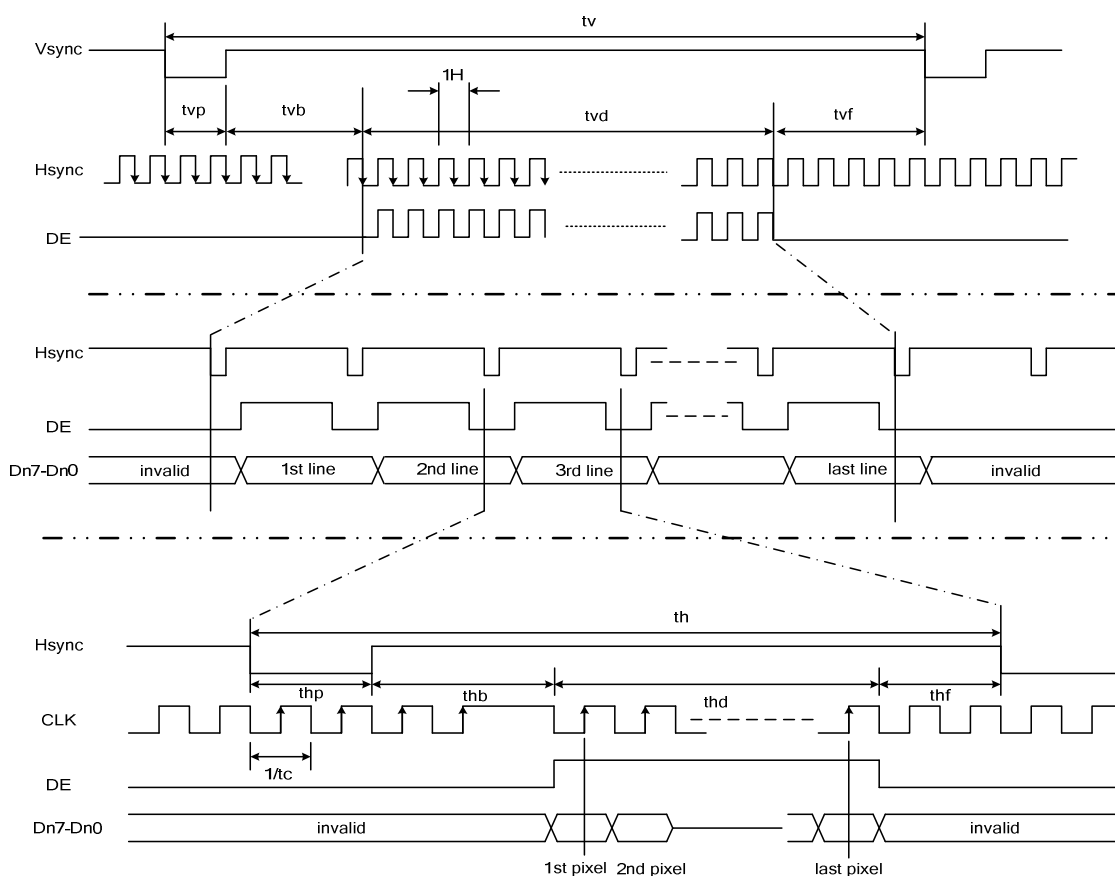 tv
Vsync
1H
tvp
tvb
tvd
tvf
Hsync
DE
Hsync
DE
Dn7-Dn0
invalid
1st line
2nd line
3rd line
last line
invalid
th
Hsync
thp
thb
thd
thf
CLK
1/tc
DE
Dn7-Dn0
invalid
invalid
1st pixel
2nd pixel
last pixel